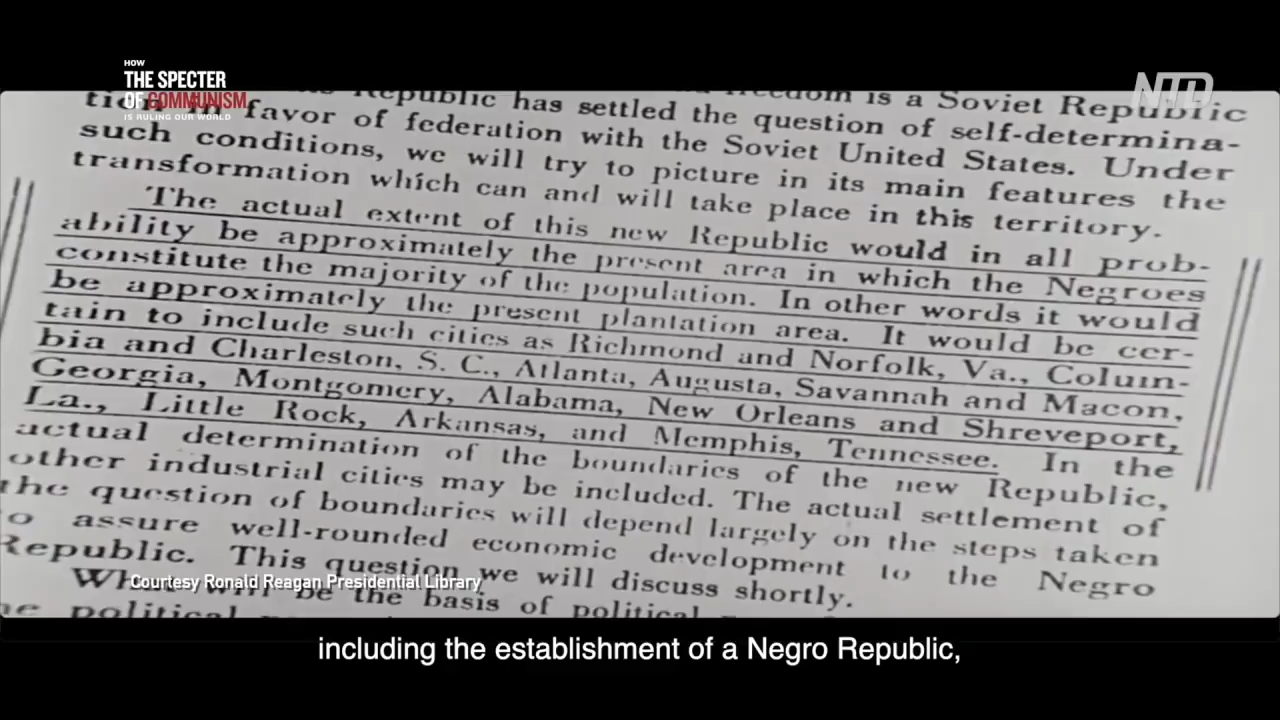 HOW
THE SPECTER
OF COMMUNISM
IS RULING OUR WORLD
NTD
Republic has settled the question of self-determina-
tion in favor of federation with the Soviet United States. Under
such conditions, we will try to picture in its main features the
transformation which can and will take place in this territory.
The actual extent of this new Republic would in all prob-
ability be approximately the present area in which the Negroes
constitute the majority of the population. In other words it would
be approximately the present plantation area. It would be cer-
tain to include such cities as Richmond and Norfolk, Va., Colum-
bia and Charleston, S. C., Atlanta, Augusta, Savannah and Macon,
Georgia, Montgomery, Alabama, New Orleans and Shreveport,
La., Little Rock, Arkansas, and Memphis, Tennessee. In the
actual determination of the boundaries of the new Republic,
other industrial cities may be included. The actual settlement of
the question of boundaries will depend largely on the steps taken
to assure well-rounded economic development to the Negro
Republic. This question we will discuss shortly.
will be the basis of political
political
Courtesy Ronald Reagan Presidential Library
including the establishment of a Negro Republic,